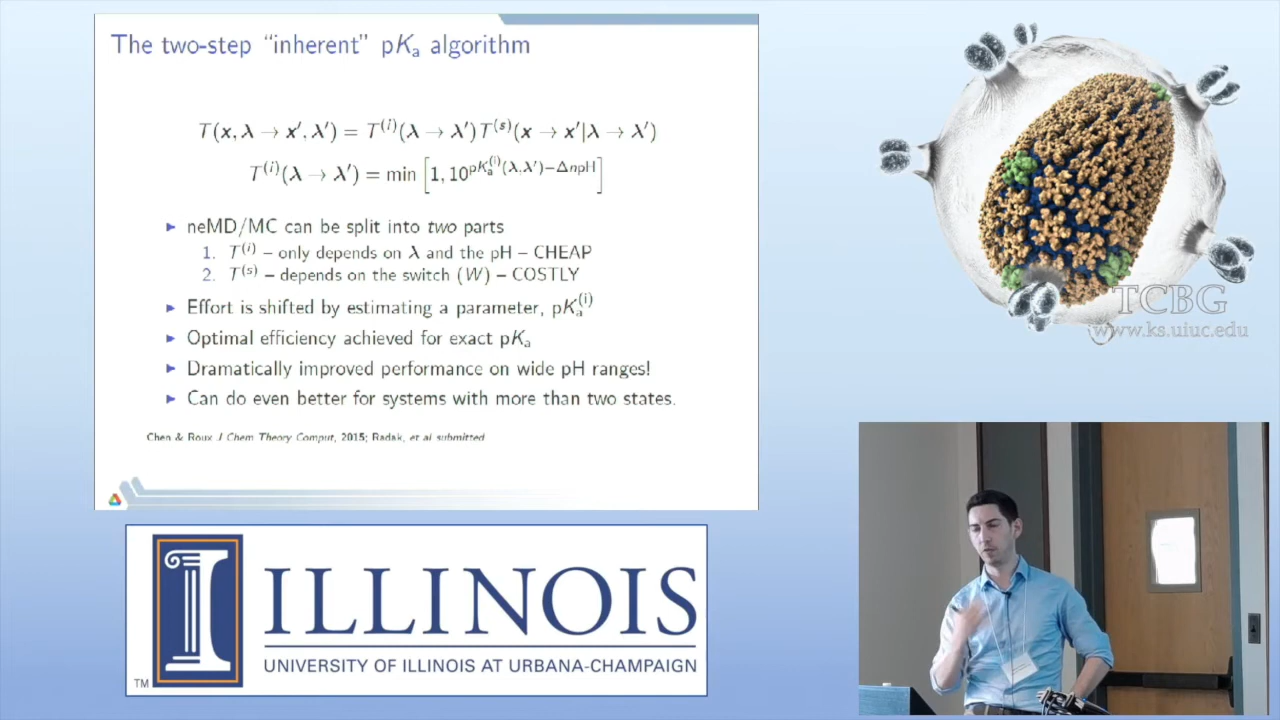 The two-step “inherent” pKa algorithm
T(x, λ → x′, λ′) = T(i)(λ → λ′)T(s)(x → x′|λ → λ′)
T(i)(λ → λ′) = min [1, 10^pKa(i)(λ,λ′)−ΔnpH]
► neMD/MC can be split into two parts
1. T(i) – only depends on λ and the pH – CHEAP
2. T(s) – depends on the switch (W) – COSTLY
► Effort is shifted by estimating a parameter, pKa(i)
► Optimal efficiency achieved for exact pKa
► Dramatically improved performance on wide pH ranges!
► Can do even better for systems with more than two states.
Chen & Roux J Chem Theory Comput, 2015; Radak, et al submitted
TCBG
www.ks.uiuc.edu
ILLINOIS
UNIVERSITY OF ILLINOIS AT URBANA-CHAMPAIGN
TM